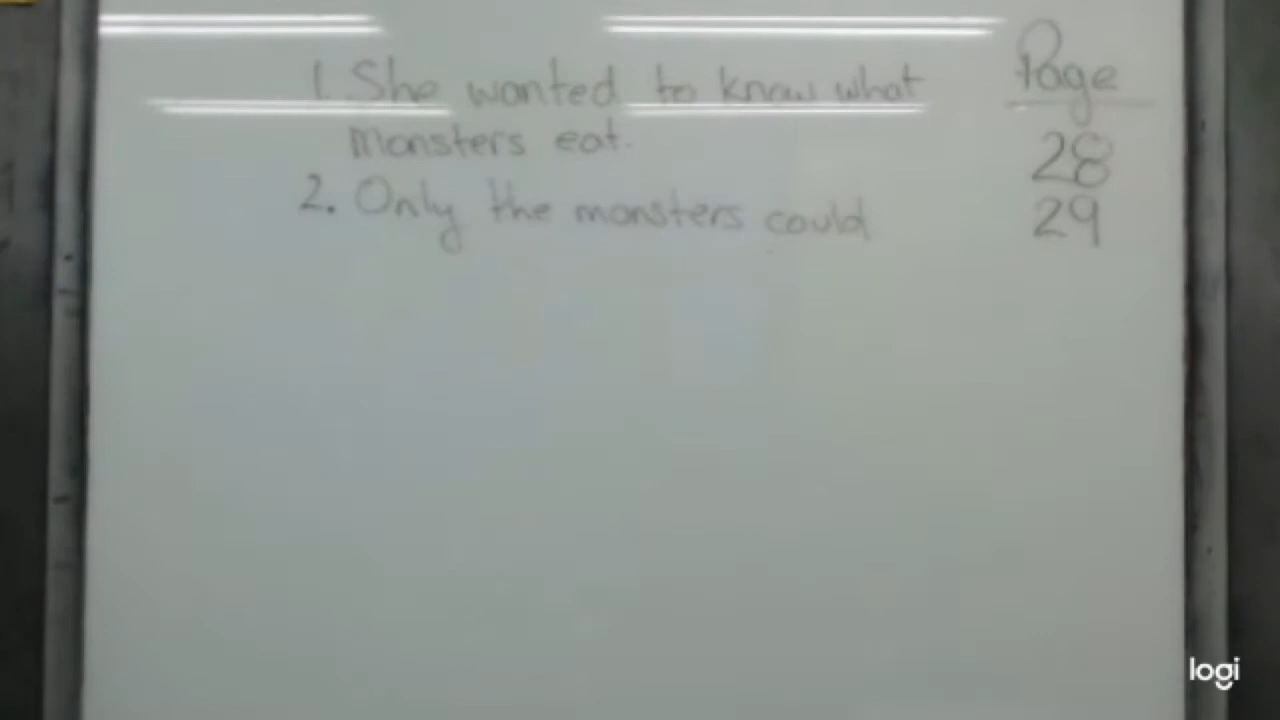 Page
1. She wanted to know what
monsters eat.
28
2. Only the monsters could
29
logi